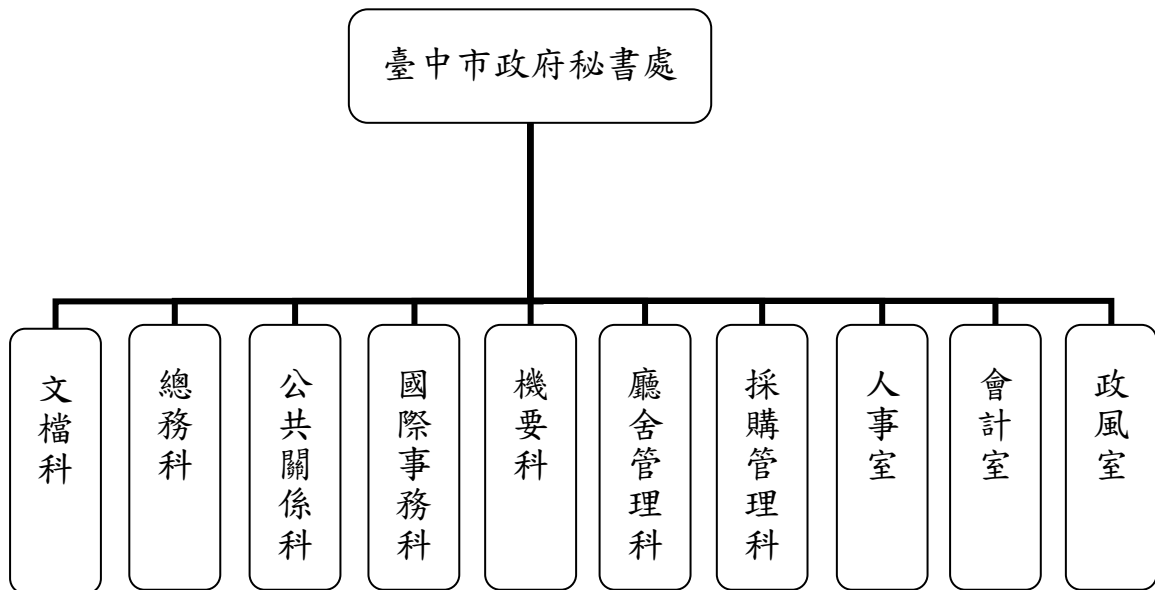 臺中市政府秘書處
文檔科
總務科
公共關係科
國際事務科
機要科
廳舍管理科
採購管理科
人事室
會計室
政風室